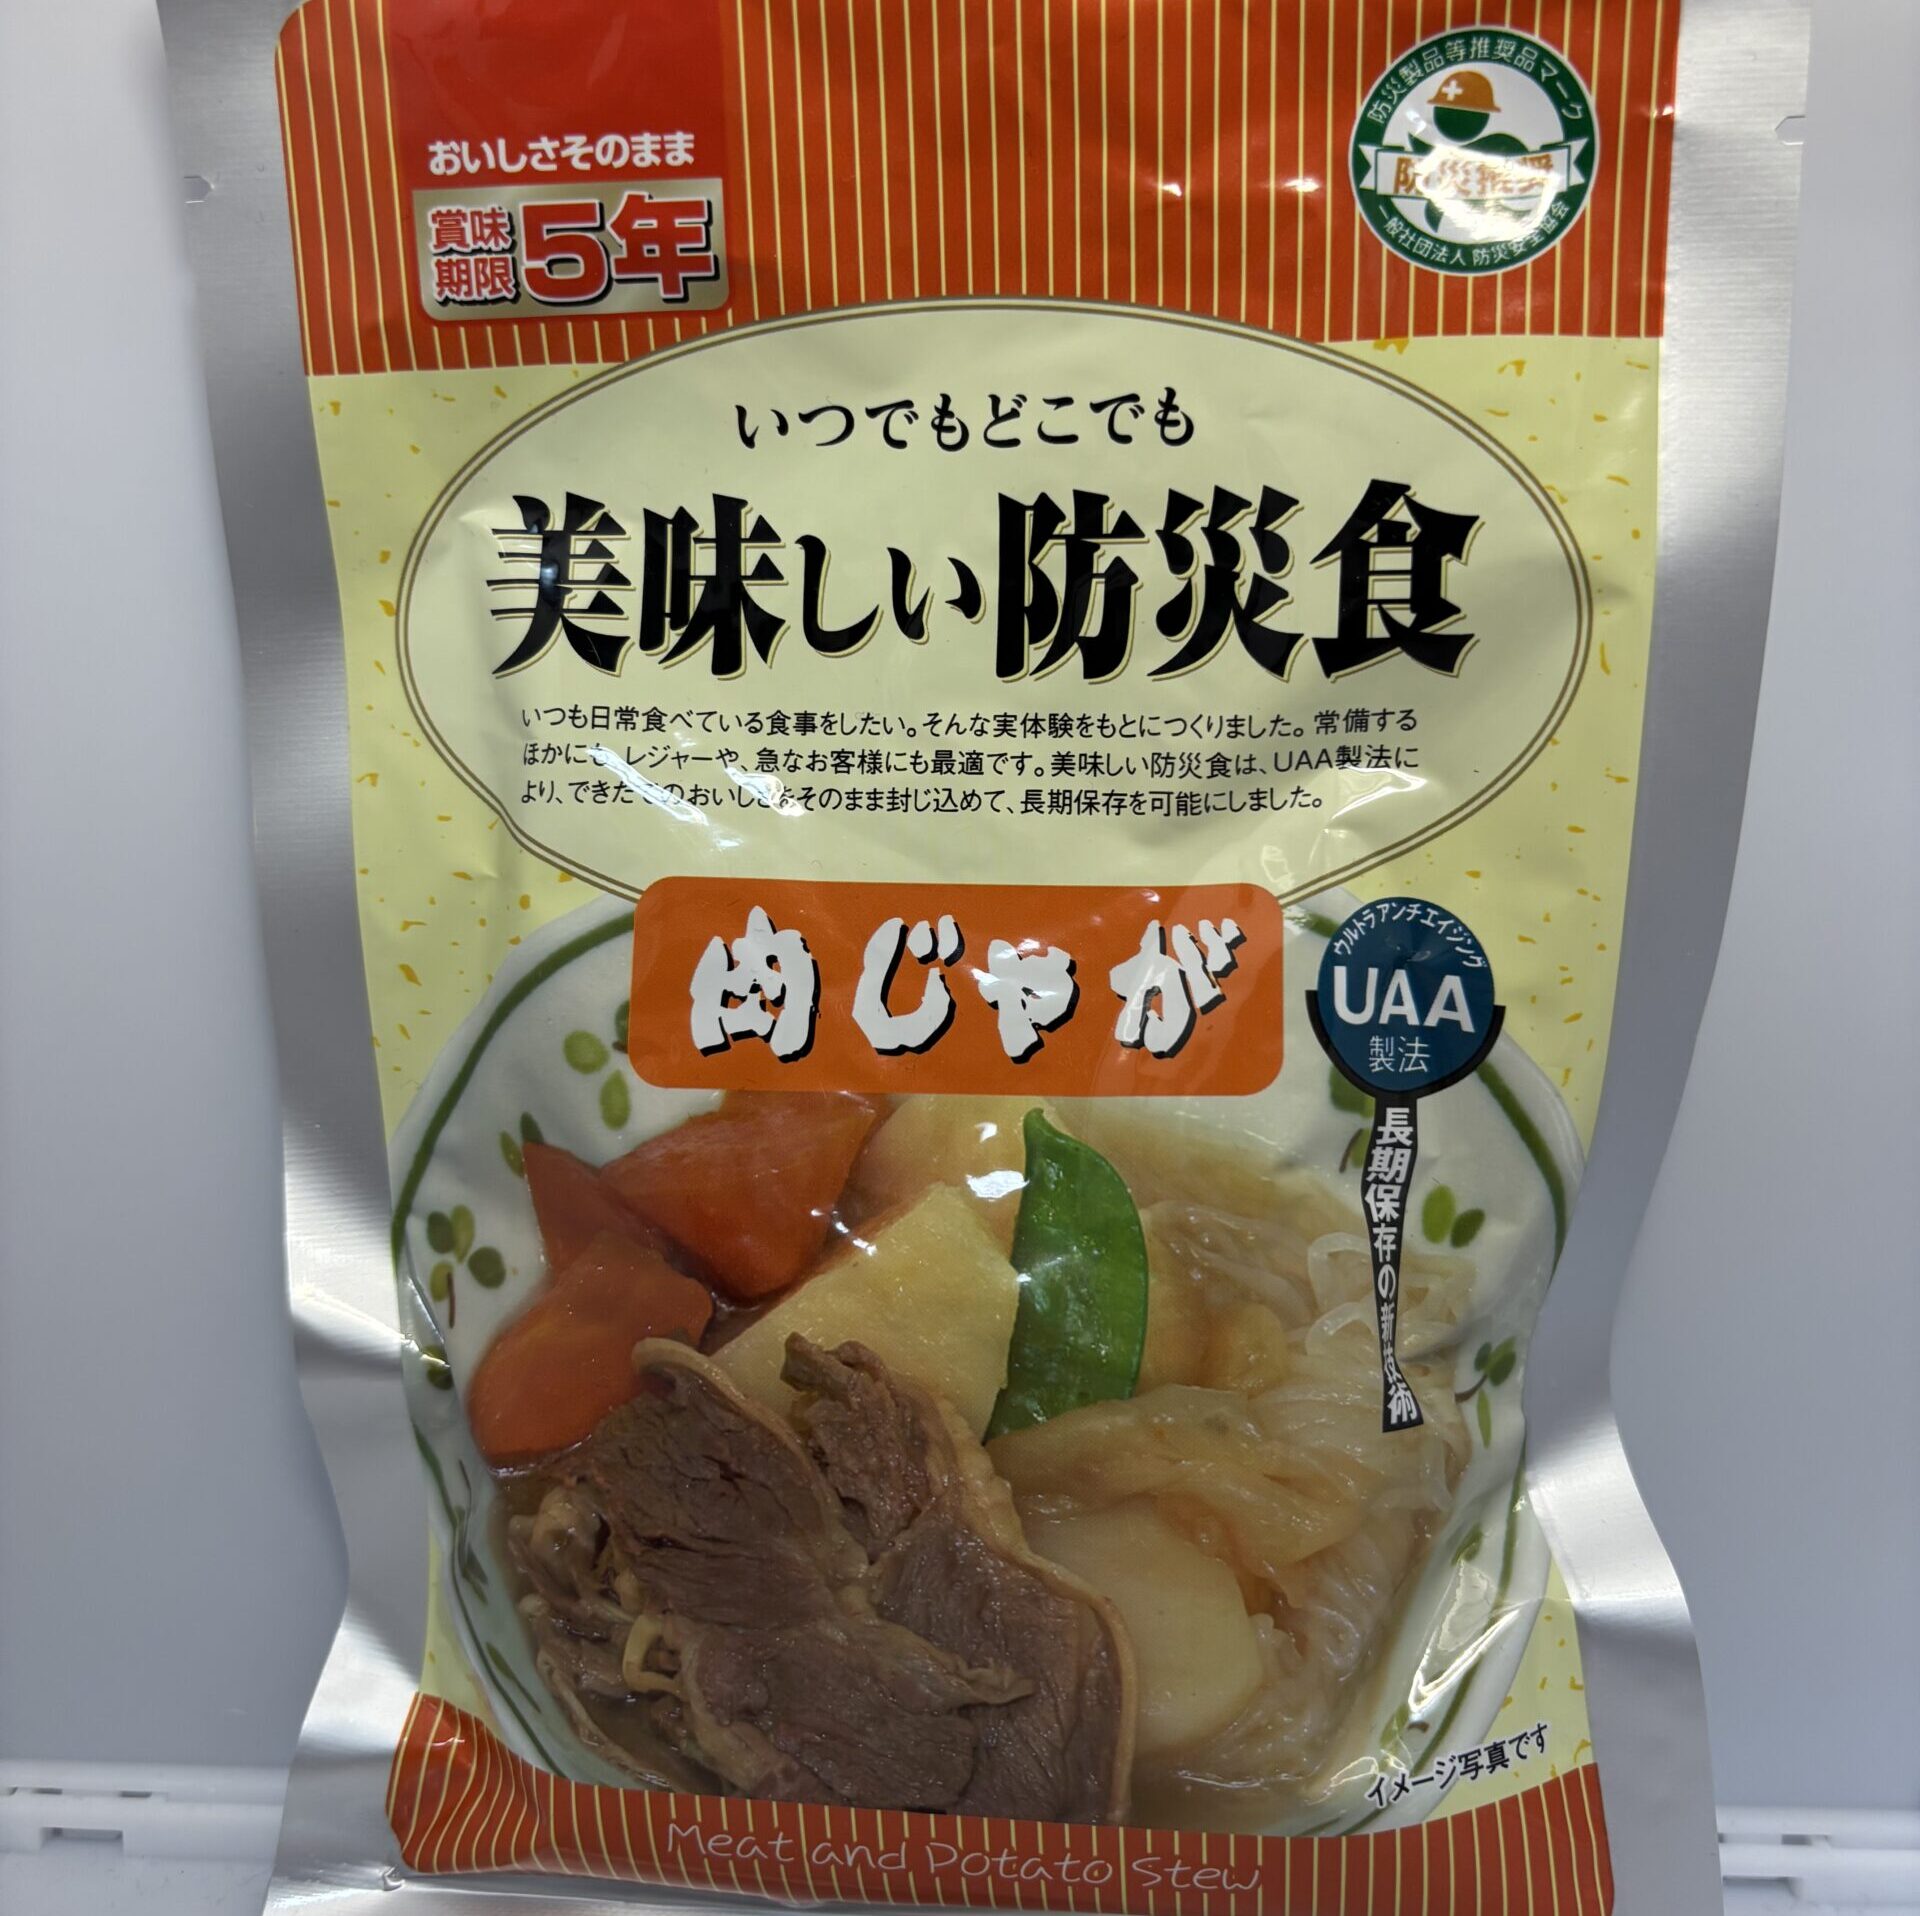 おいしさそのまま
賞味期限 5年
防災製品等推奨品マーク
防災推奨
一般社団法人 防災安全協会
いつでもどこでも
美味しい防災食
いつも日常食べている食事をしたい。そんな実体験をもとにつくりました。常備する
ほかにも、レジャーや、急なお客様にも最適です。美味しい防災食は、UAA製法に
より、できたてのおいしさをそのまま封じ込めて、長期保存を可能にしました。
肉じゃが
ウルトラアンチエイジング
UAA
製法
長期保存の新技術
イメージ写真です
Meat and Potato Stew